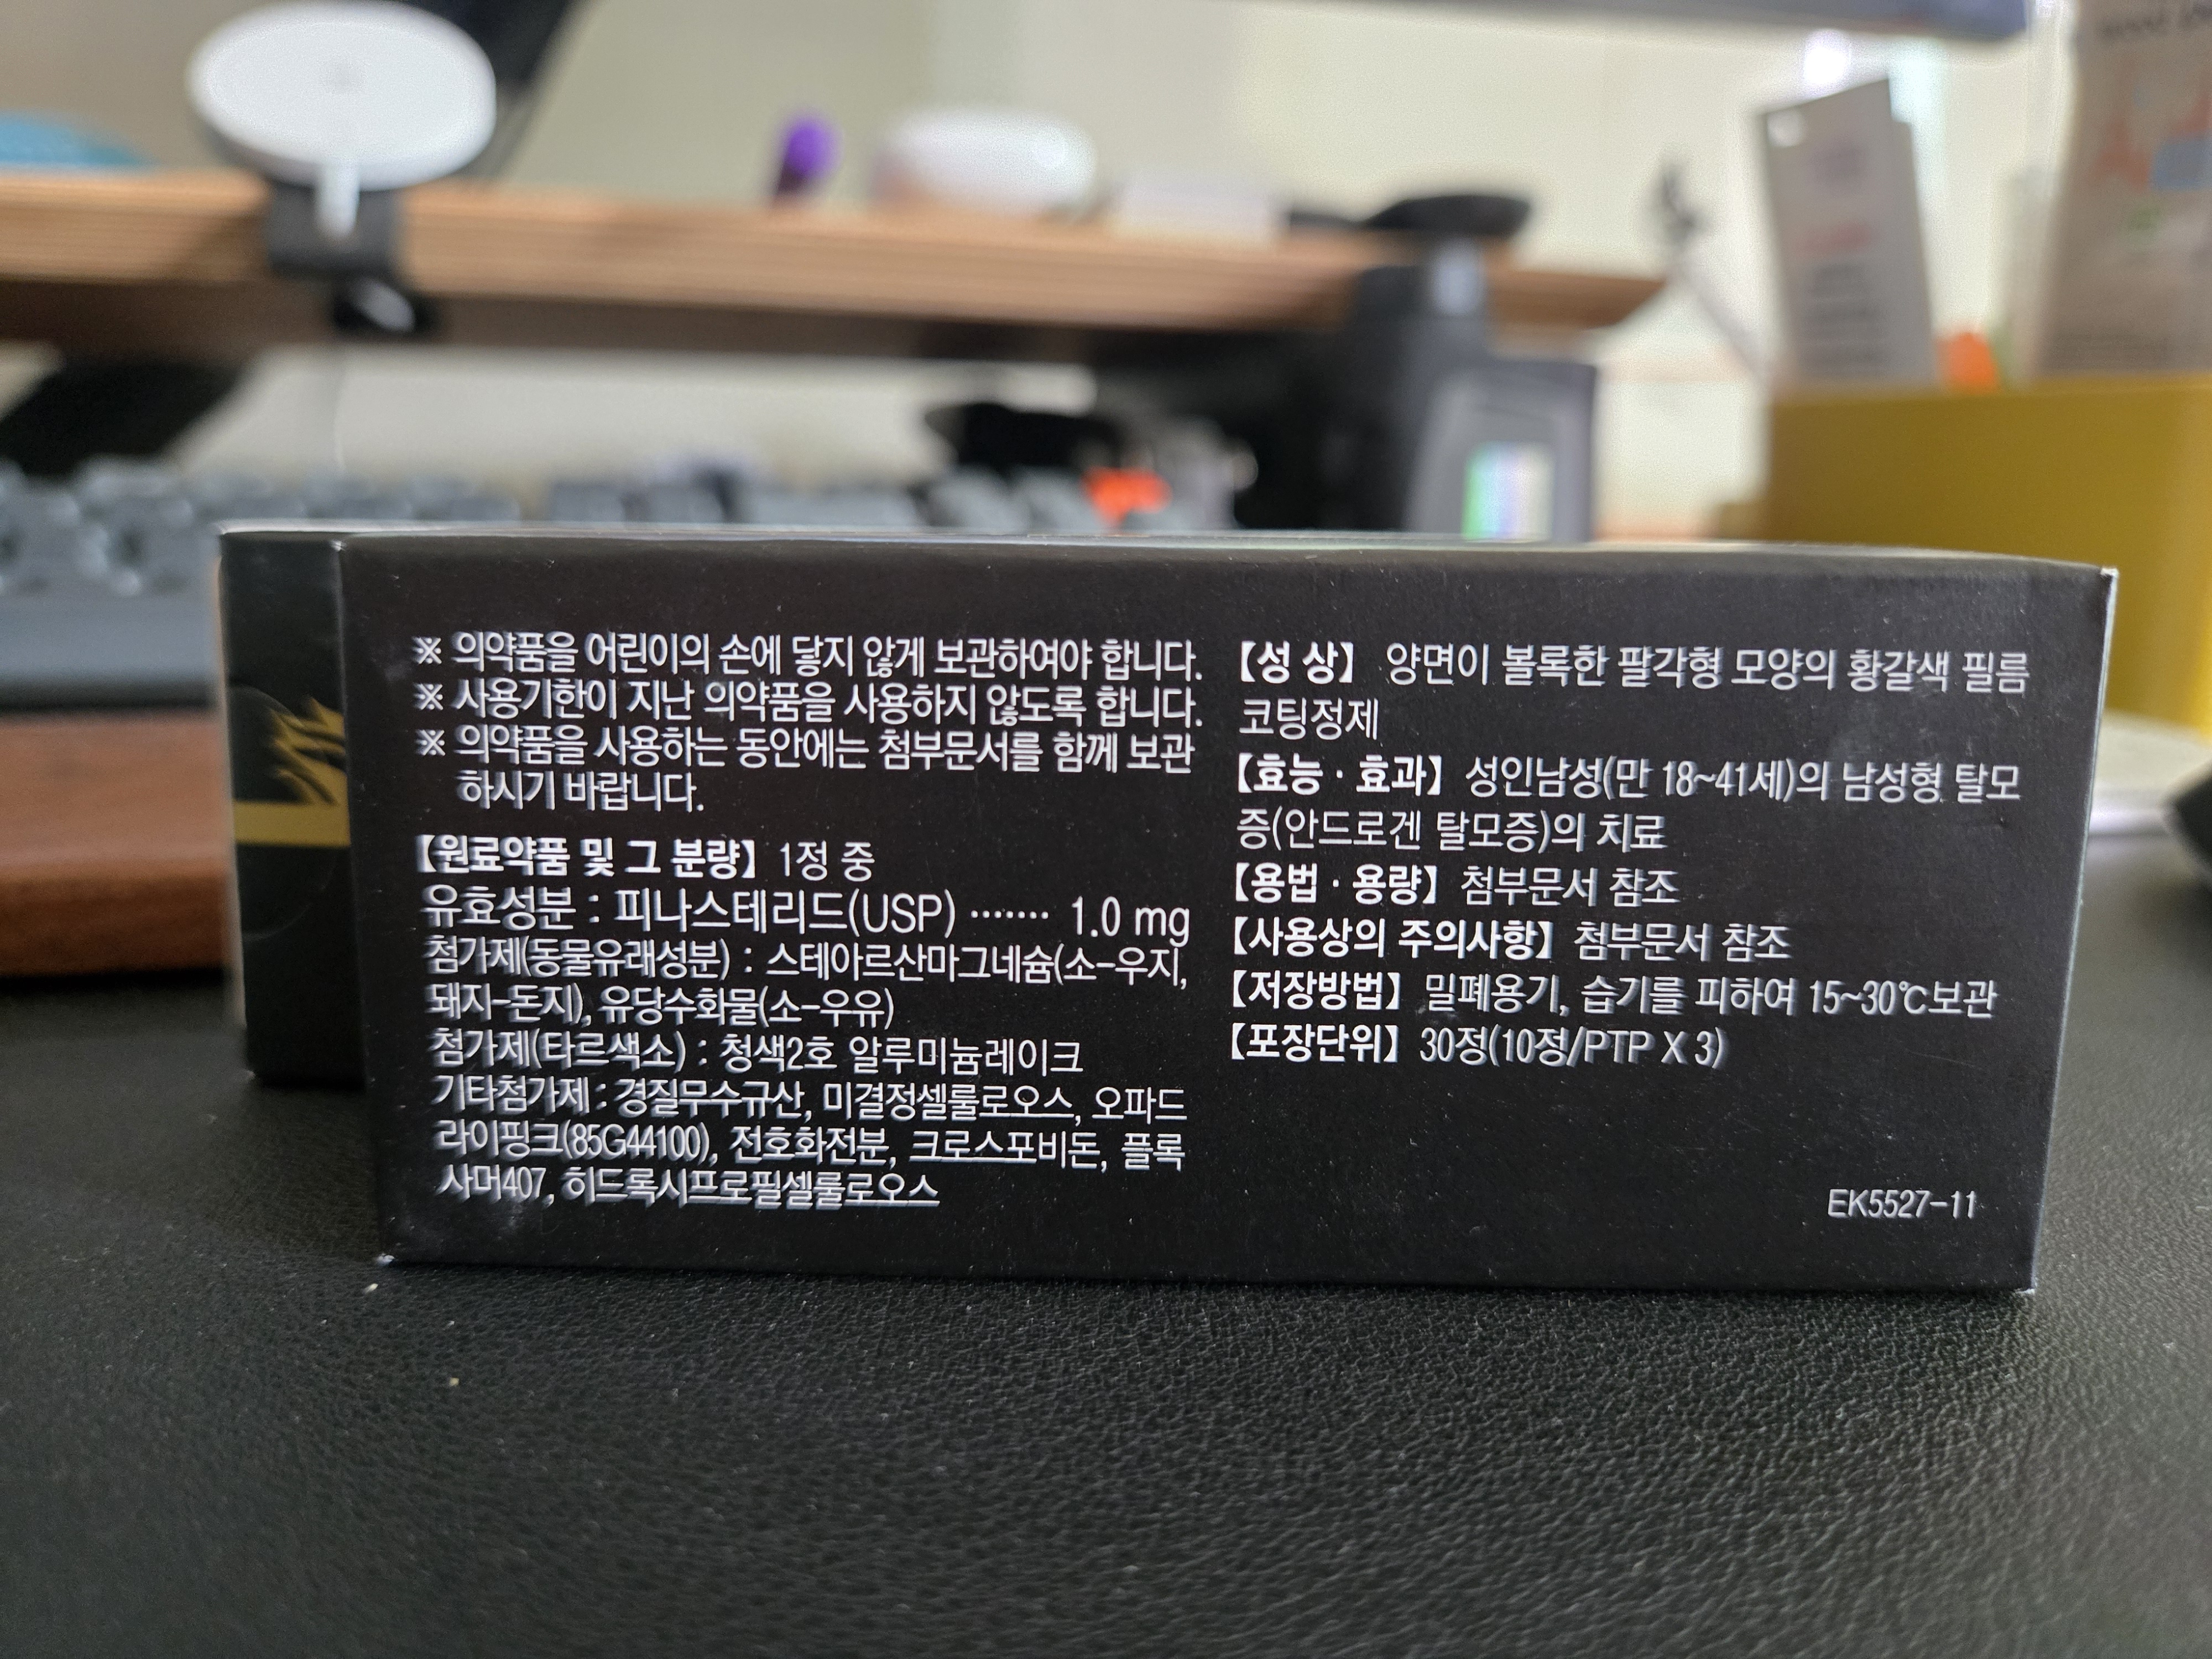 ※ 의약품을 어린이의 손에 닿지 않게 보관하여야 합니다.
※ 사용기한이 지난 의약품을 사용하지 않도록 합니다.
※ 의약품을 사용하는 동안에는 첨부문서를 함께 보관
하시기 바랍니다.
【원료약품 및 그 분량】 1정 중
유효성분 : 피나스테리드(USP) ······· 1.0 mg
첨가제(동물유래성분) : 스테아르산마그네슘(소-우지,
돼지-돈지), 유당수화물(소-우유)
첨가제(타르색소) : 청색2호 알루미늄레이크
기타첨가제 : 경질무수규산, 미결정셀룰로오스, 오파드
라이핑크(85G44100), 전호화전분, 크로스포비돈, 플록
사머407, 히드록시프로필셀룰로오스
【성 상】 양면이 볼록한 팔각형 모양의 황갈색 필름
코팅정제
【효능 · 효과】 성인남성(만 18~41세)의 남성형 탈모
증(안드로겐 탈모증)의 치료
【용법 · 용량】 첨부문서 참조
【사용상의 주의사항】 첨부문서 참조
【저장방법】 밀폐용기, 습기를 피하여 15~30℃보관
【포장단위】 30정(10정/PTP X 3)
EK5527-11